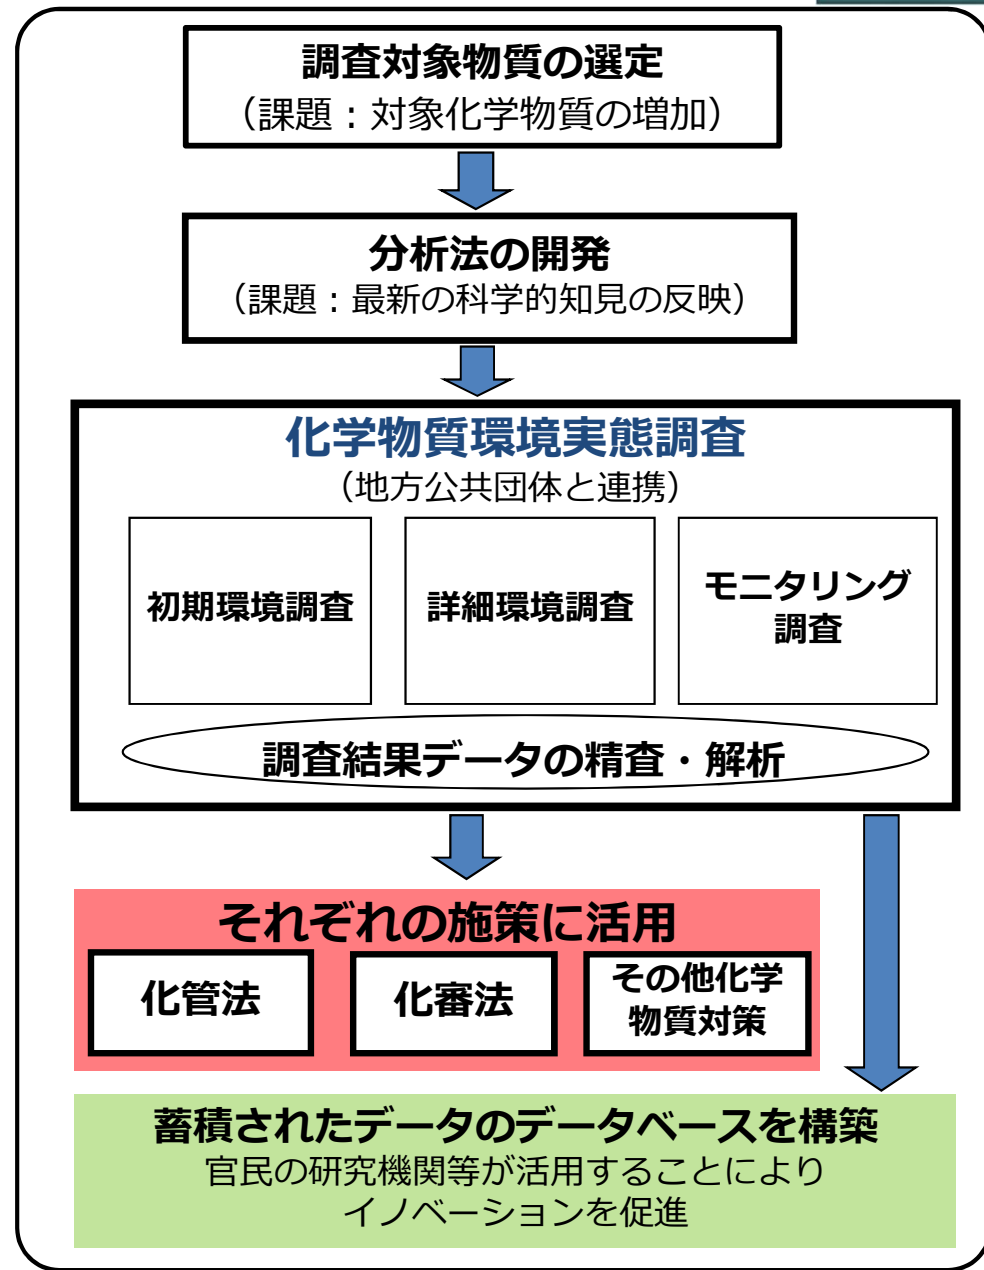 調査対象物質の選定
（課題：対象化学物質の増加）
分析法の開発
（課題：最新の科学的知見の反映）
化学物質環境実態調査
（地方公共団体と連携）
初期環境調査
詳細環境調査
モニタリング
調査
調査結果データの精査・解析
それぞれの施策に活用
化管法
化審法
その他化学
物質対策
蓄積されたデータのデータベースを構築
官民の研究機関等が活用することにより
イノベーションを促進